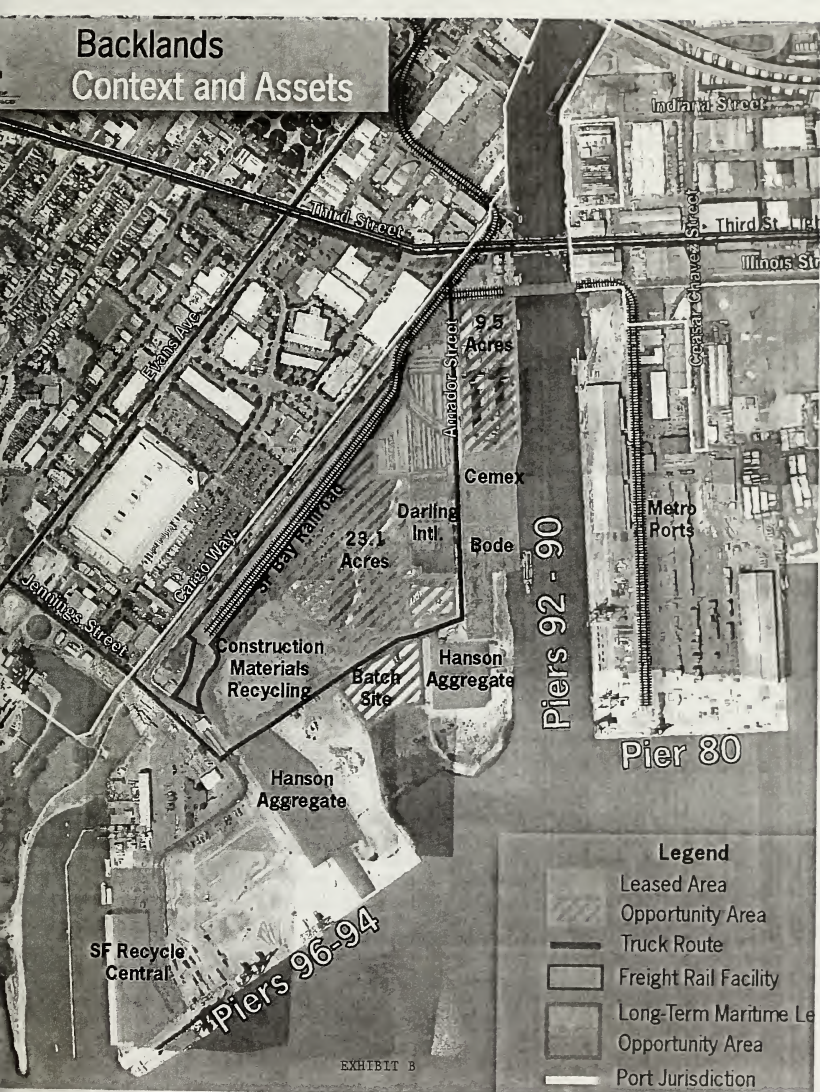 Backlands
Context and Assets
Indiana Street
Third Street
Third St. Ligh
Illinois Str
Ceasar Chavez Street
Evans Ave.
9.5
Acres
Amador Street
Cemex
Darling
Intl.
Bode
Metro
Ports
SF Bay Railroad
23.1
Acres
Cargo Way
Jennings Street
Piers 92 - 90
Construction
Materials
Recycling
Batch
Site
Hanson
Aggregate
Pier 80
Hanson
Aggregate
SF Recycle
Central
Piers 96-94
Legend
Leased Area
Opportunity Area
Truck Route
Freight Rail Facility
Long-Term Maritime Le
Opportunity Area
Port Jurisdiction
EXHIBIT B